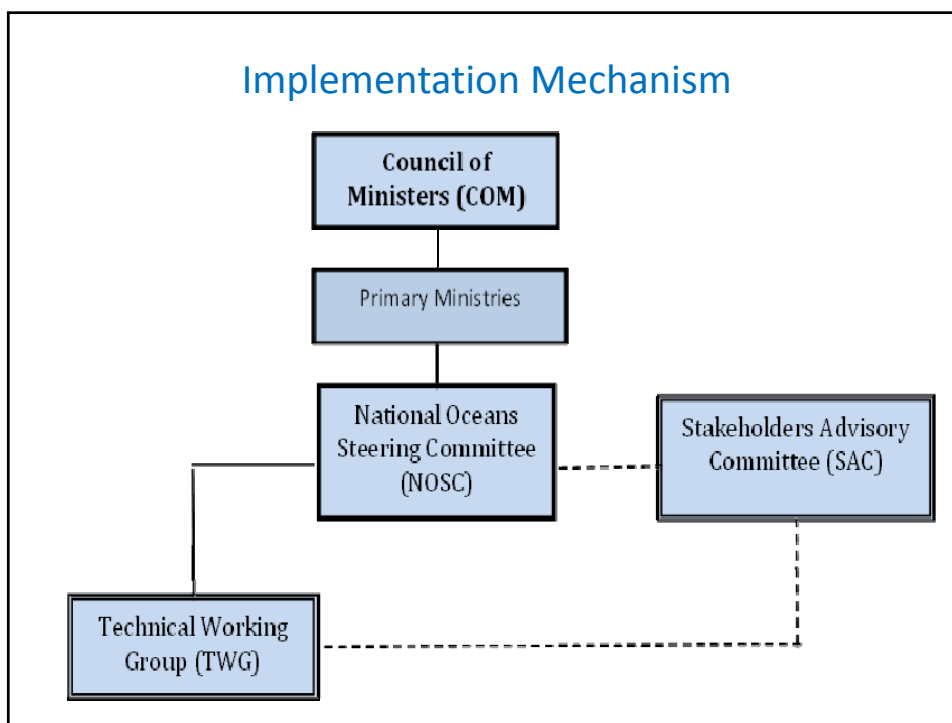 Implementation Mechanism
Council of
Ministers (COM)
Primary Ministries
National Oceans
Steering Committee
(NOSC)
Stakeholders Advisory
Committee (SAC)
Technical Working
Group (TWG)